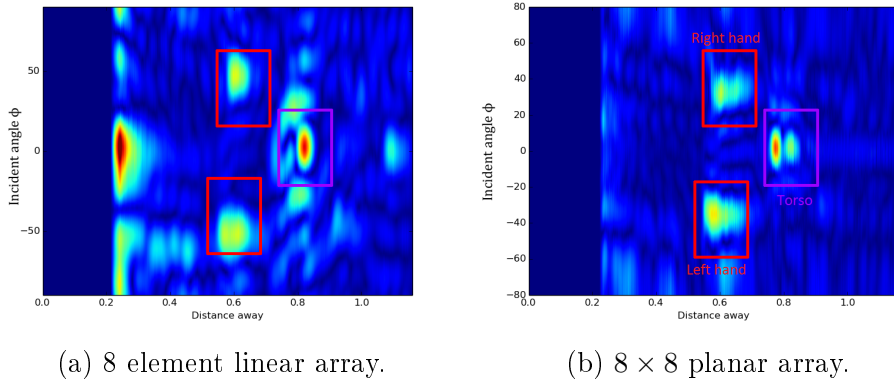 Incident angle ϕ
50
0
−50
0.0 0.2 0.4 0.6 0.8 1.0
Distance away
(a) 8 element linear array.
Incident angle ϕ
80
60
40
20
0
−20
−40
−60
−80
0.0 0.2 0.4 0.6 0.8 1.0
Distance away
Right hand
Torso
Left hand
(b) 8 × 8 planar array.